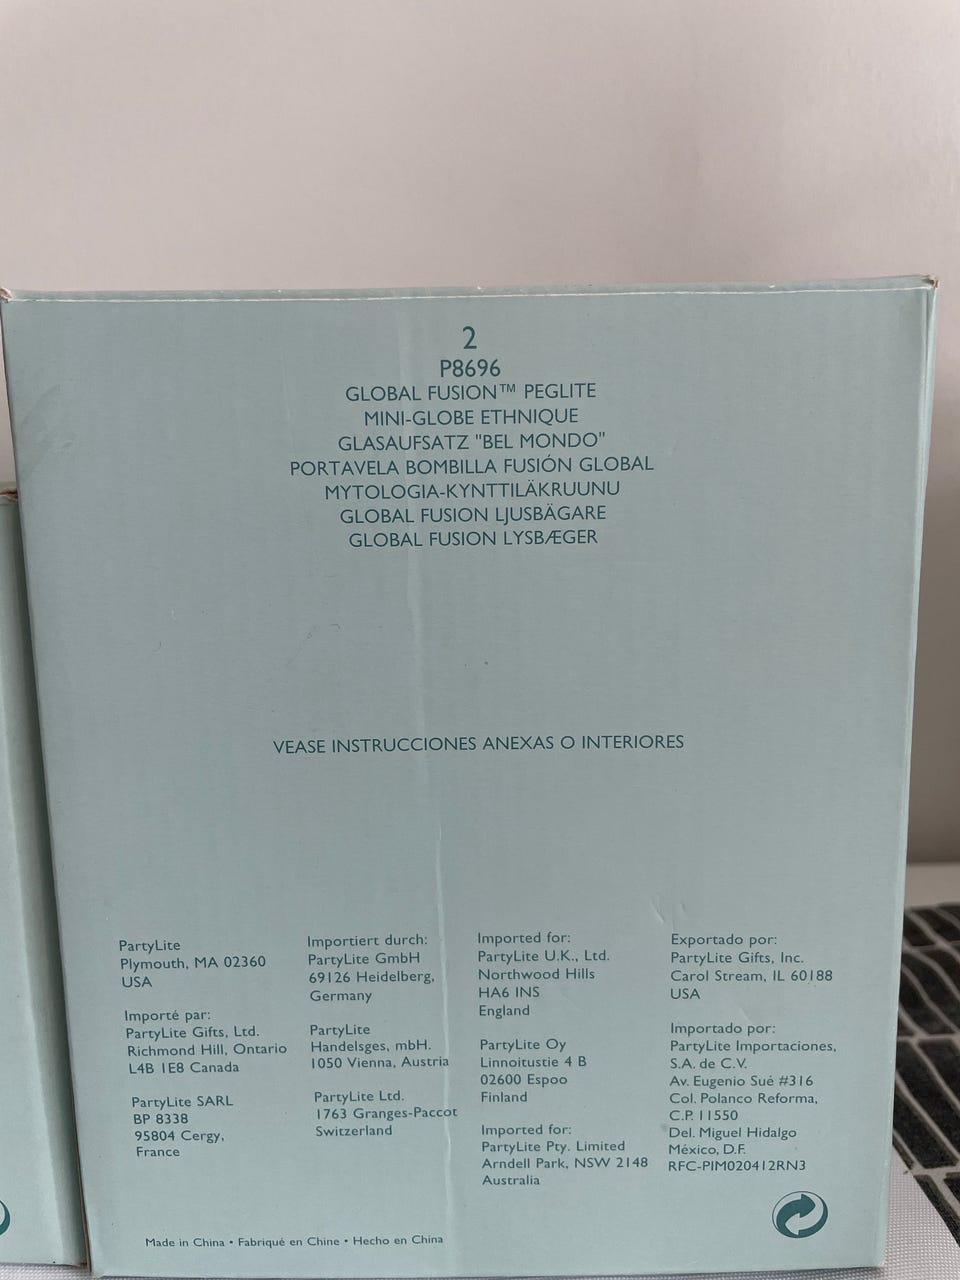 2
P8696
GLOBAL FUSION™ PEGLITE
MINI-GLOBE ETHNIQUE
GLASAUFSATZ "BEL MONDO"
PORTAVELA BOMBILLA FUSIÓN GLOBAL
MYTOLOGIA-KYNTTILÄKRUUNU
GLOBAL FUSION LJUSBÄGARE
GLOBAL FUSION LYSBÆGER
VEASE INSTRUCCIONES ANEXAS O INTERIORES
PartyLite
Plymouth, MA 02360
USA
Importé par:
PartyLite Gifts, Ltd.
Richmond Hill, Ontario
L4B 1E8 Canada
PartyLite SARL
BP 8338
95804 Cergy,
France
Importiert durch:
PartyLite GmbH
69126 Heidelberg,
Germany
PartyLite
Handelsges, mbH.
1050 Vienna, Austria
PartyLite Ltd.
1763 Granges-Paccot
Switzerland
Imported for:
PartyLite U.K., Ltd.
Northwood Hills
HA6 INS
England
PartyLite Oy
Linnoitustie 4 B
02600 Espoo
Finland
Imported for:
PartyLite Pty. Limited
Arndell Park, NSW 2148
Australia
Exportado por:
PartyLite Gifts, Inc.
Carol Stream, IL 60188
USA
Importado por:
PartyLite Importaciones,
S.A. de C.V.
Av. Eugenio Sué #316
Col. Polanco Reforma,
C.P. 11550
Del. Miguel Hidalgo
México, D.F.
RFC-PIM020412RN3
Made in China • Fabriqué en Chine • Hecho en China